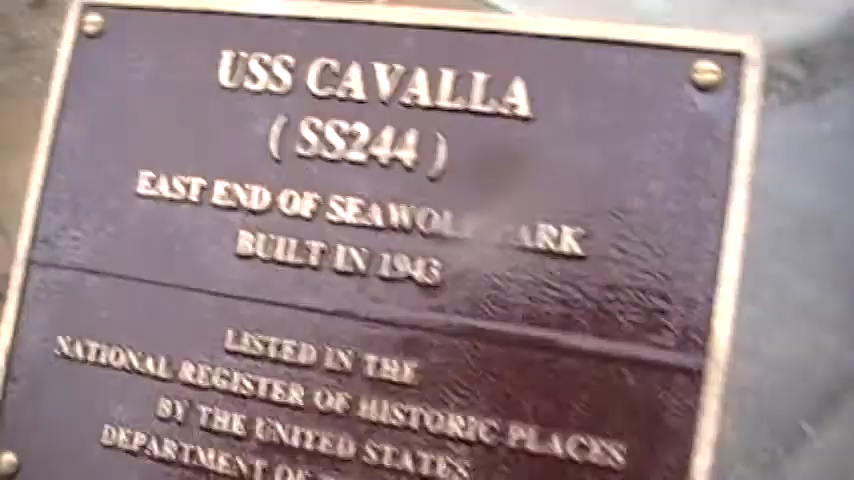 USS CAVALLA
( SS244 )
EAST END OF SEAWOLF PARK
BUILT IN 1943
LISTED IN THE
NATIONAL REGISTER OF HISTORIC PLACES
BY THE UNITED STATES
DEPARTMENT OF